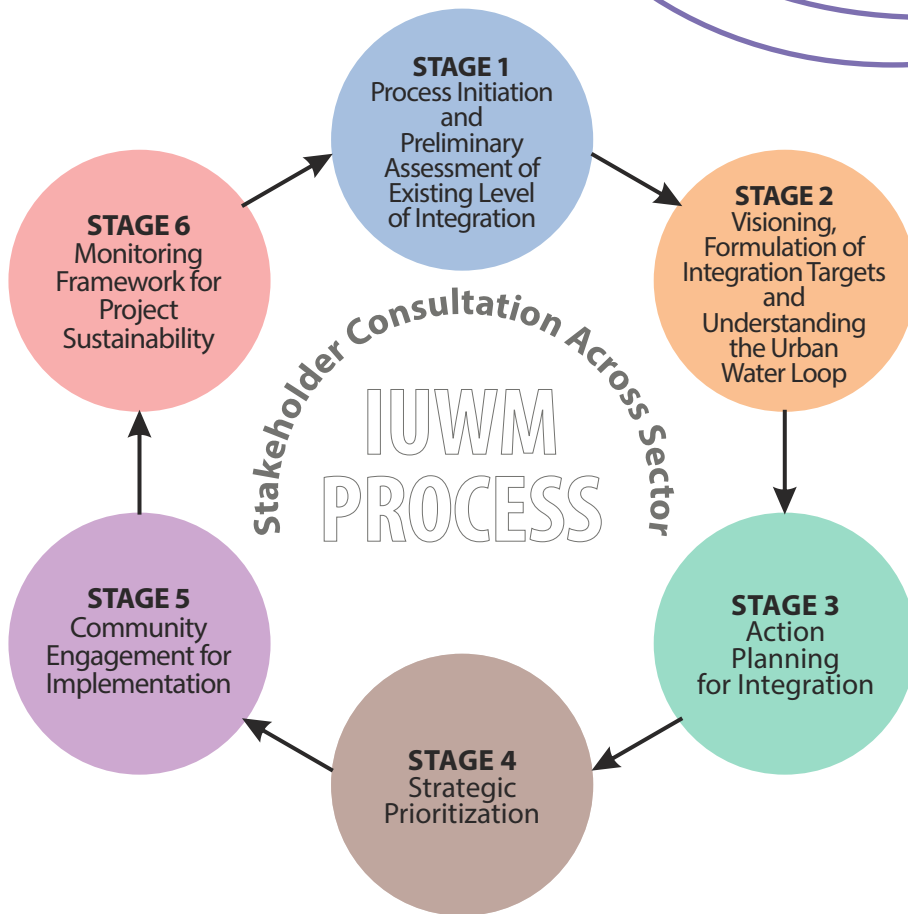 STAGE 1
Process Initiation
and
Preliminary
Assessment of
Existing Level
of Integration
STAGE 2
Visioning,
Formulation of
Integration Targets
and
Understanding
the Urban
Water Loop
STAGE 3
Action
Planning
for Integration
STAGE 4
Strategic
Prioritization
STAGE 5
Community
Engagement for
Implementation
STAGE 6
Monitoring
Framework for
Project
Sustainability
Stakeholder Consultation Across Sector
IUWM
PROCESS